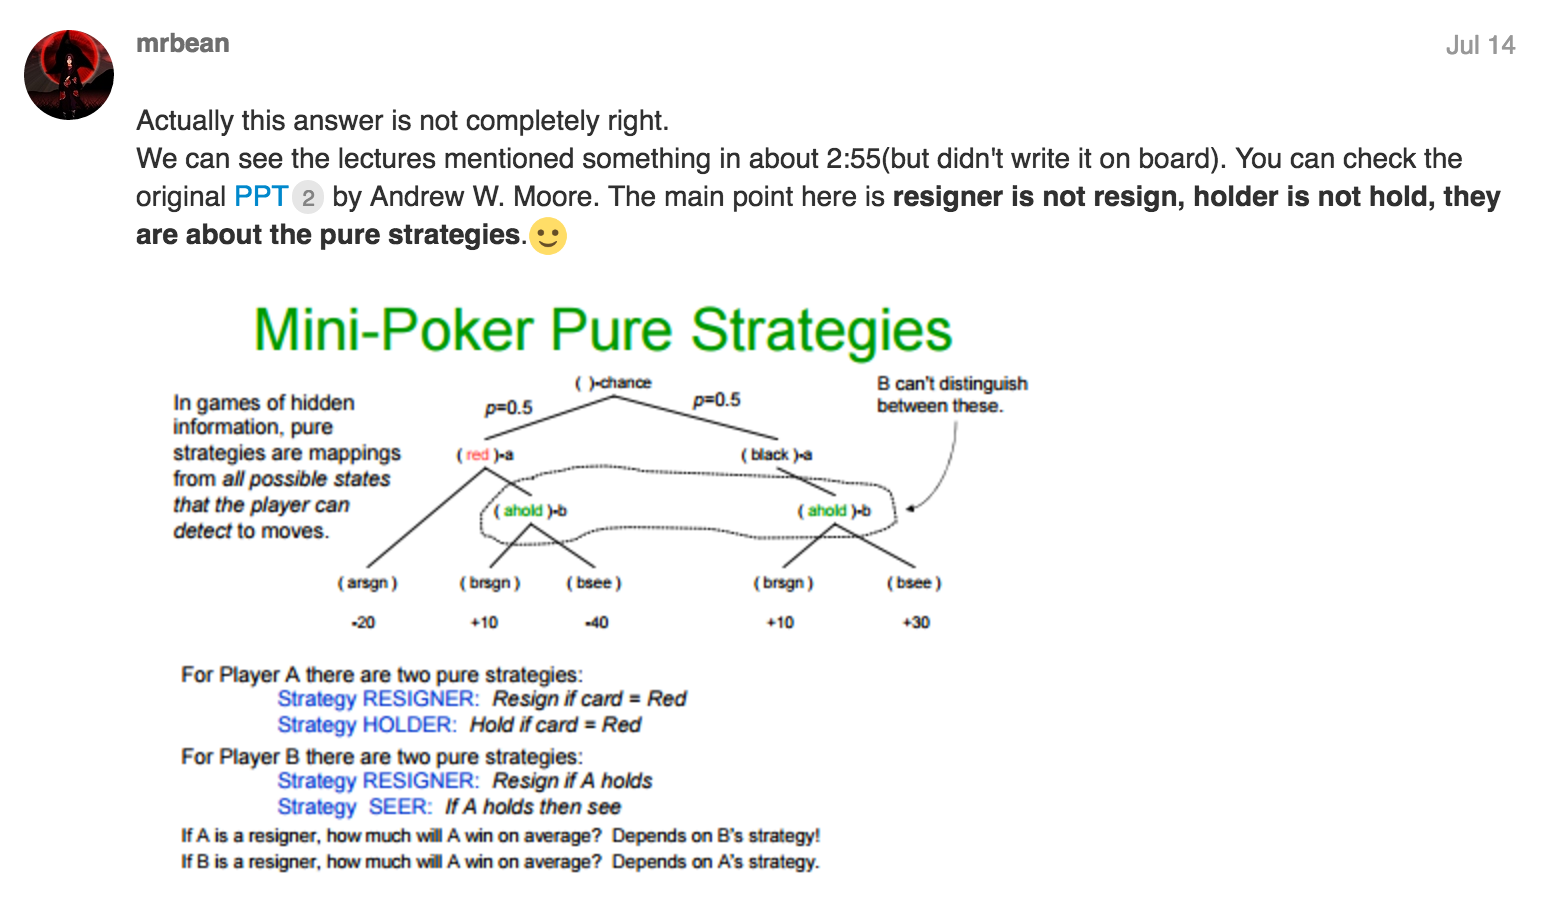 mrbean
Jul 14
Actually this answer is not completely right.
We can see the lectures mentioned something in about 2:55(but didn't write it on board). You can check the
original PPT 2 by Andrew W. Moore. The main point here is resigner is not resign, holder is not hold, they
are about the pure strategies.
Mini-Poker Pure Strategies
In games of hidden
information, pure
strategies are mappings
from all possible states
that the player can
detect to moves.
( )-chance
p=0.5
p=0.5
B can't distinguish
between these.
( red )-a
( black )-a
( ahold )-b
( ahold )-b
( arsgn )
( brsgn )
( bsee )
( brsgn )
( bsee )
-20
+10
-40
+10
+30
For Player A there are two pure strategies:
Strategy RESIGNER: Resign if card = Red
Strategy HOLDER: Hold if card = Red
For Player B there are two pure strategies:
Strategy RESIGNER: Resign if A holds
Strategy SEER: If A holds then see
If A is a resigner, how much will A win on average? Depends on B's strategy!
If B is a resigner, how much will A win on average? Depends on A's strategy.